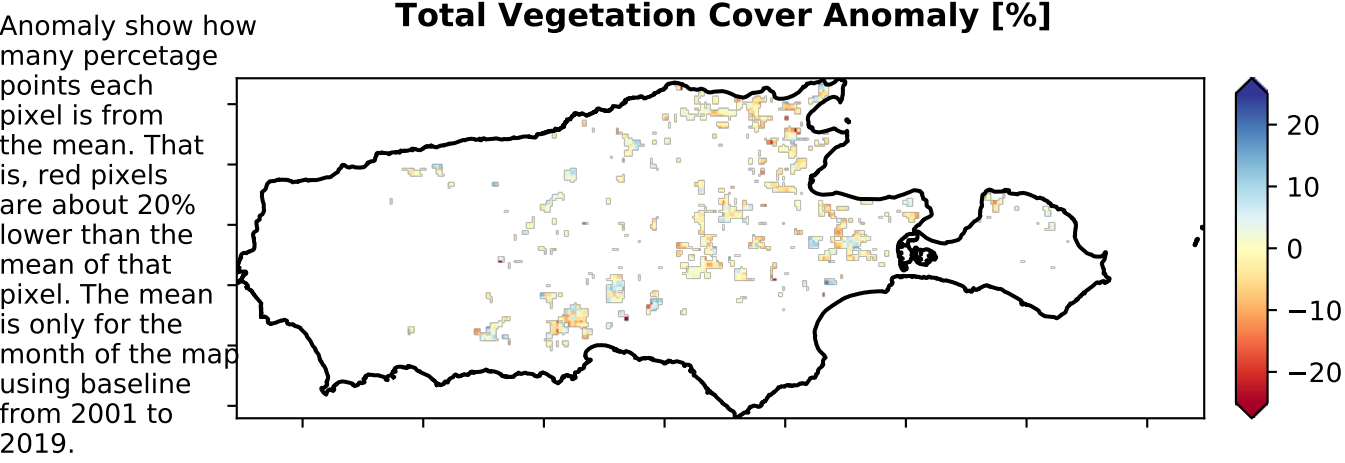 Total Vegetation Cover Anomaly [%]
Anomaly show how
many percetage
points each
pixel is from
the mean. That
is, red pixels
are about 20%
lower than the
mean of that
pixel. The mean
is only for the
month of the map
using baseline
from 2001 to
2019.
20
10
0
−10
−20